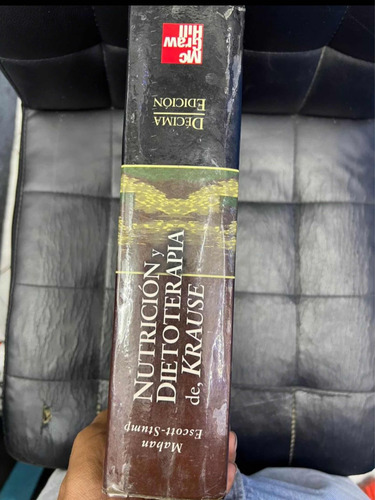 Mahan
Escott-Stump
NUTRICIÓN y
DIETOTERAPIA
de, KRAUSE
DÉCIMA
EDICIÓN
Mc
Graw
Hill